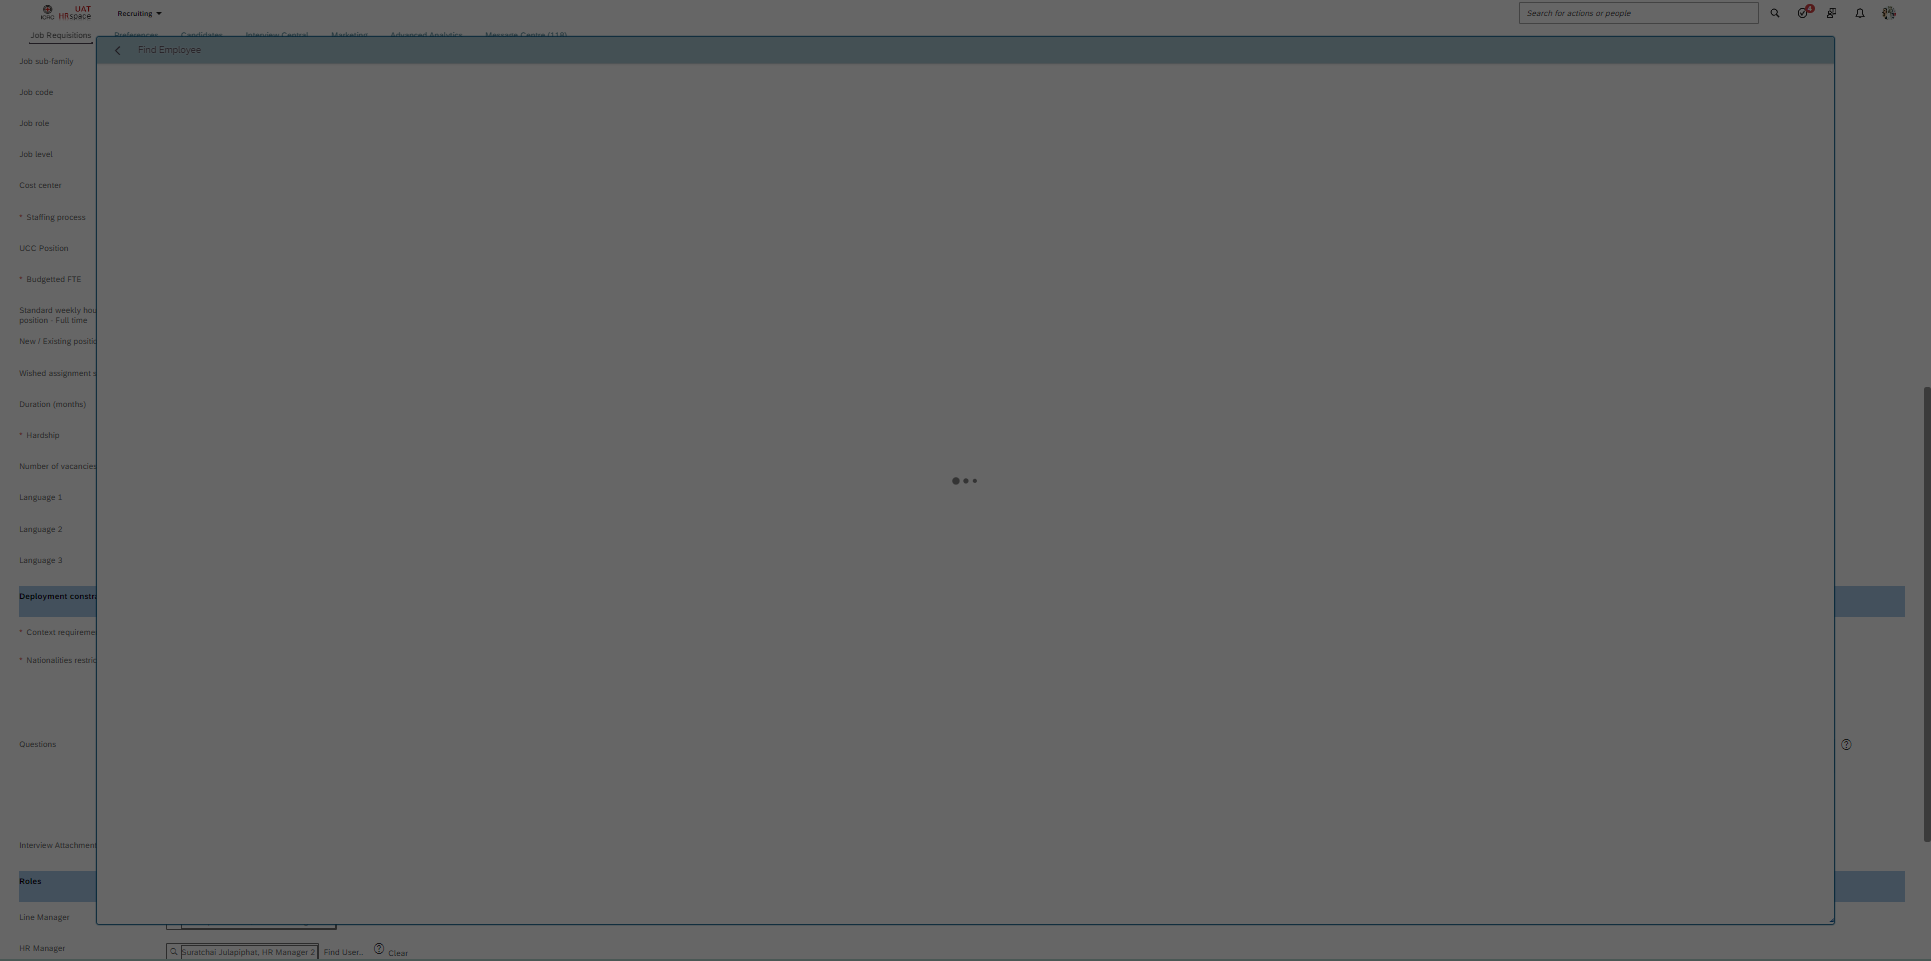 ICRC
UAT
HRspace
Recruiting
Search for actions or people
4
Job Requisitions
Preferences
Candidates
Interview Central
Marketing
Advanced Analytics
Message Centre (118)
Find Employee
Job sub family
Job code
Job role
Job level
Cost center
* Staffing process
UCC Position
* Budgetted FTE
Standard weekly hou
position - Full time
New / Existing positio
Wished assignment s
Duration (months)
* Hardship
Number of vacancies
Language 1
Language 2
Language 3
Deployment constra
* Context requireme
* Nationalities restric
Questions
Interview Attachment
Roles
Line Manager
HR Manager
Suratchai Julapiphat, HR Manager 2
Find User...
Clear